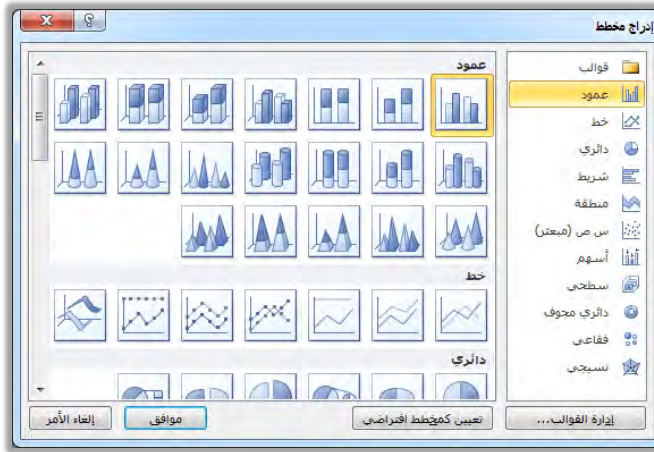 إدراج مخطط
قوالب
عمود
خط
دائري
شريط
منطقة
س ص (مبعثر)
أسهم
سطحي
دائري مجوف
فقاعي
نسيجي
عمود
خط
دائري
إدارة القوالب...
تعيين كمخطط افتراضي
موافق
إلغاء الأمر